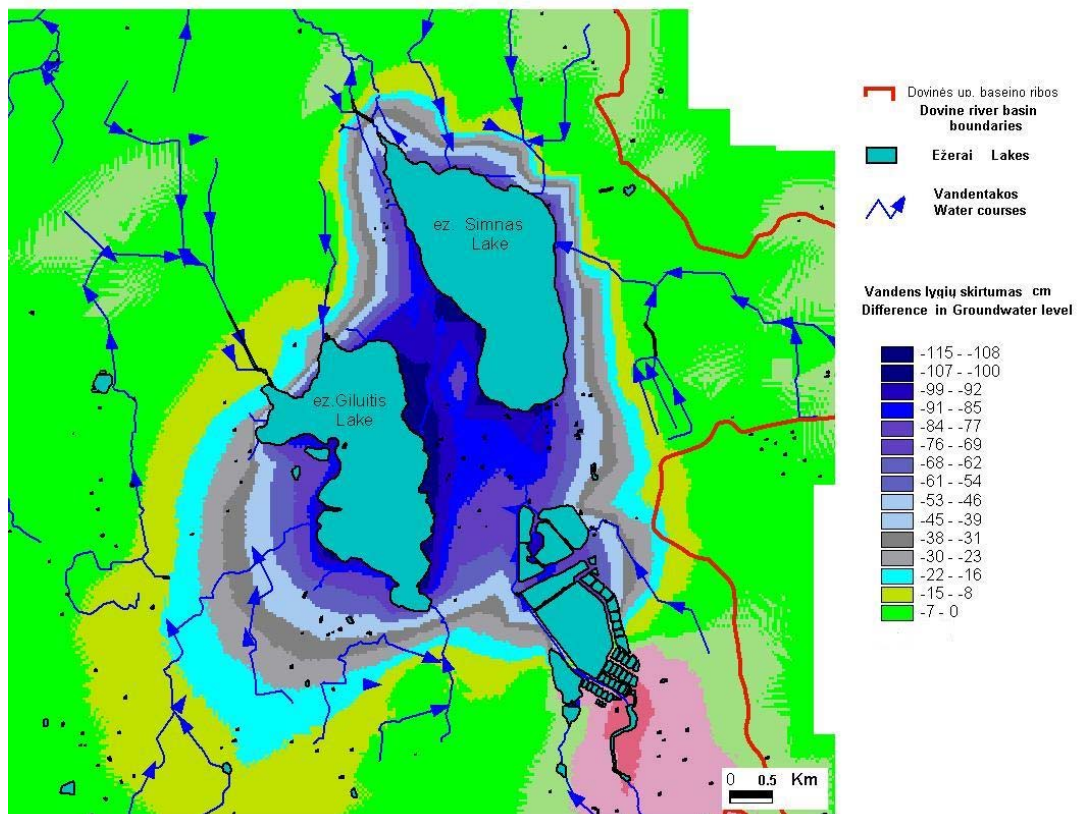 ez. Simnas
Lake
ez.Giluitis
Lake
0 0.5 Km
Dovinės up. baseino ribos
Dovine river basin
boundaries
Ežerai Lakes
Vandentakos
Water courses
Vandens lygių skirtumas cm
Difference in Groundwater level
-115 - -108
-107 - -100
-99 - -92
-91 - -85
-84 - -77
-76 - -69
-68 - -62
-61 - -54
-53 - -46
-45 - -39
-38 - -31
-30 - -23
-22 - -16
-15 - -8
-7 - 0